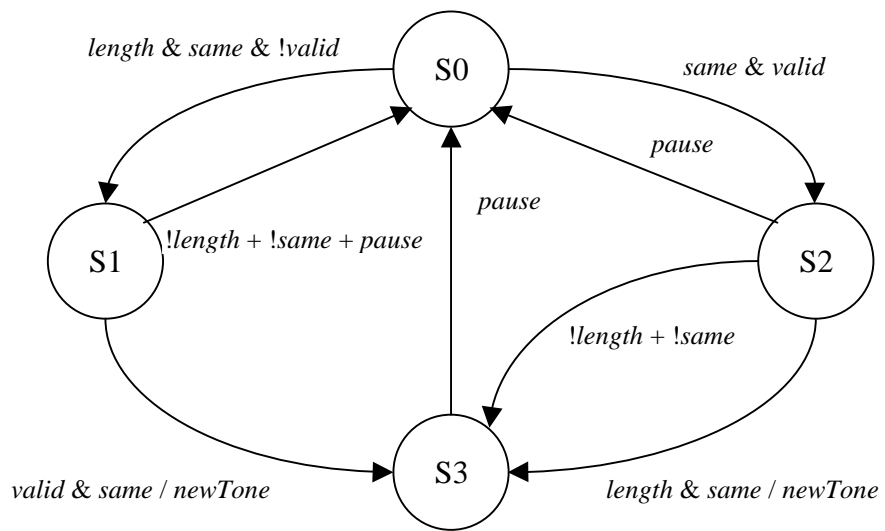 length & same & !valid
S0
same & valid
pause
pause
!length + !same + pause
S1
S2
!length + !same
S3
valid & same / newTone
length & same / newTone